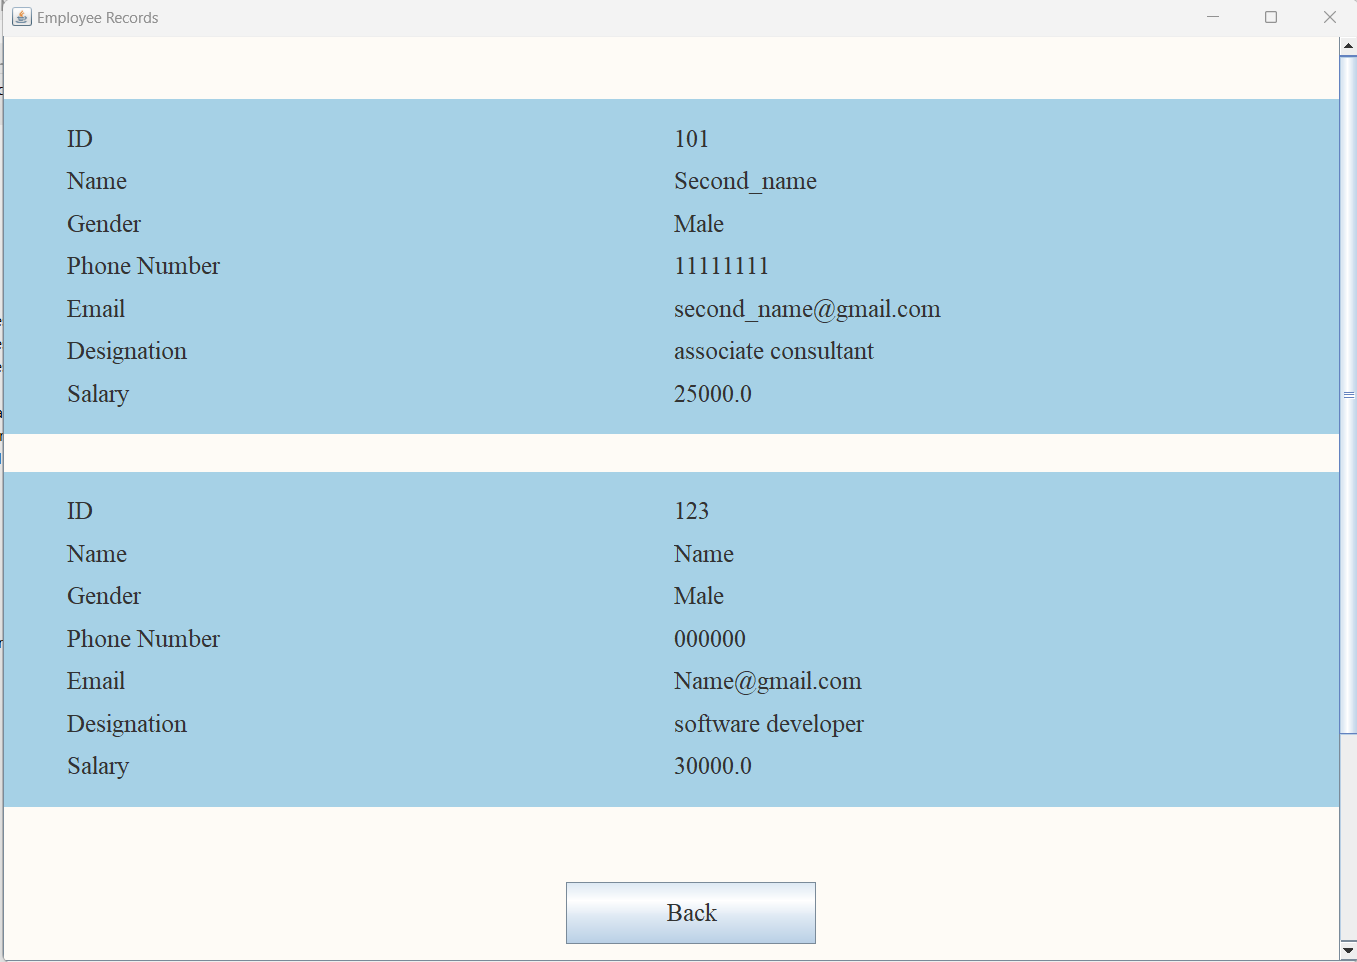 Employee Records
ID 101
Name Second_name
Gender Male
Phone Number 11111111
Email second_name@gmail.com
Designation associate consultant
Salary 25000.0
ID 123
Name Name
Gender Male
Phone Number 000000
Email Name@gmail.com
Designation software developer
Salary 30000.0
Back